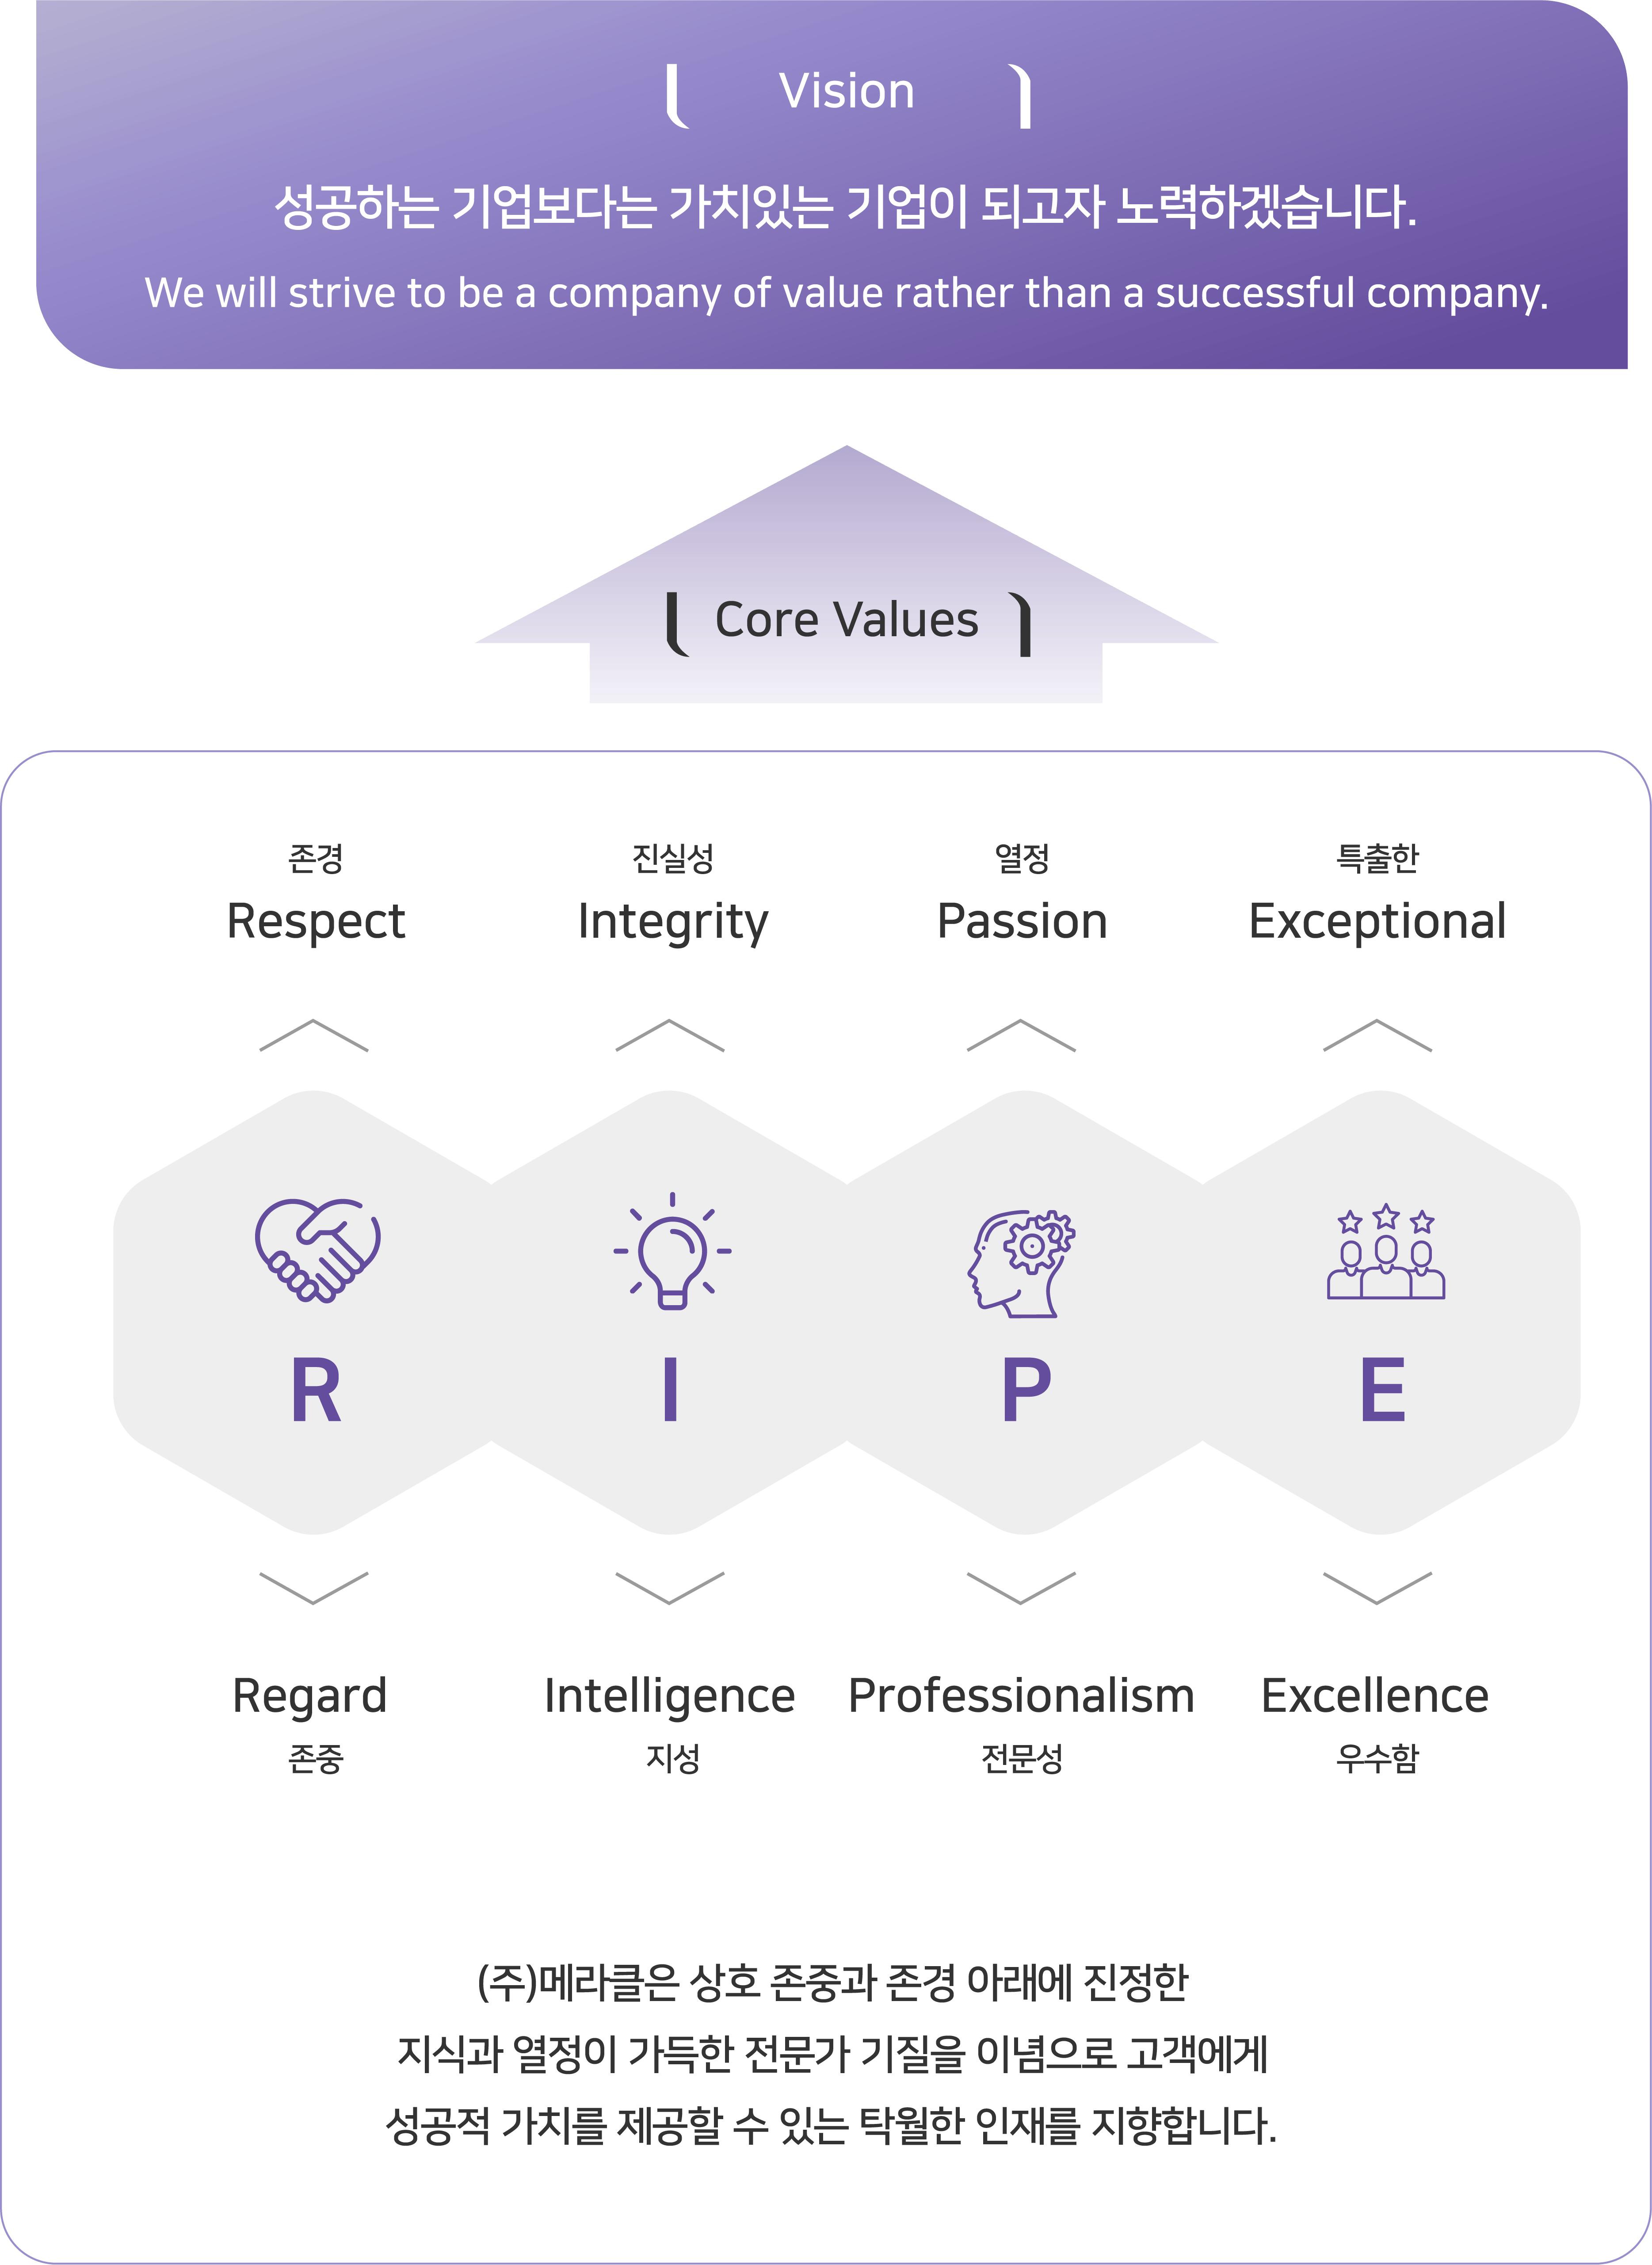 Vision
성공하는 기업보다는 가치있는 기업이 되고자 노력하겠습니다.
We will strive to be a company of value rather than a successful company.
Core Values
존경 진실성 열정 특출한
Respect Integrity Passion Exceptional
R I P E
Regard Intelligence Professionalism Excellence
존중 지성 전문성 우수함
(주)메라클은 상호 존중과 존경 아래에 진정한
지식과 열정이 가득한 전문가 기질을 이념으로 고객에게
성공적 가치를 제공할 수 있는 탁월한 인재를 지향합니다.